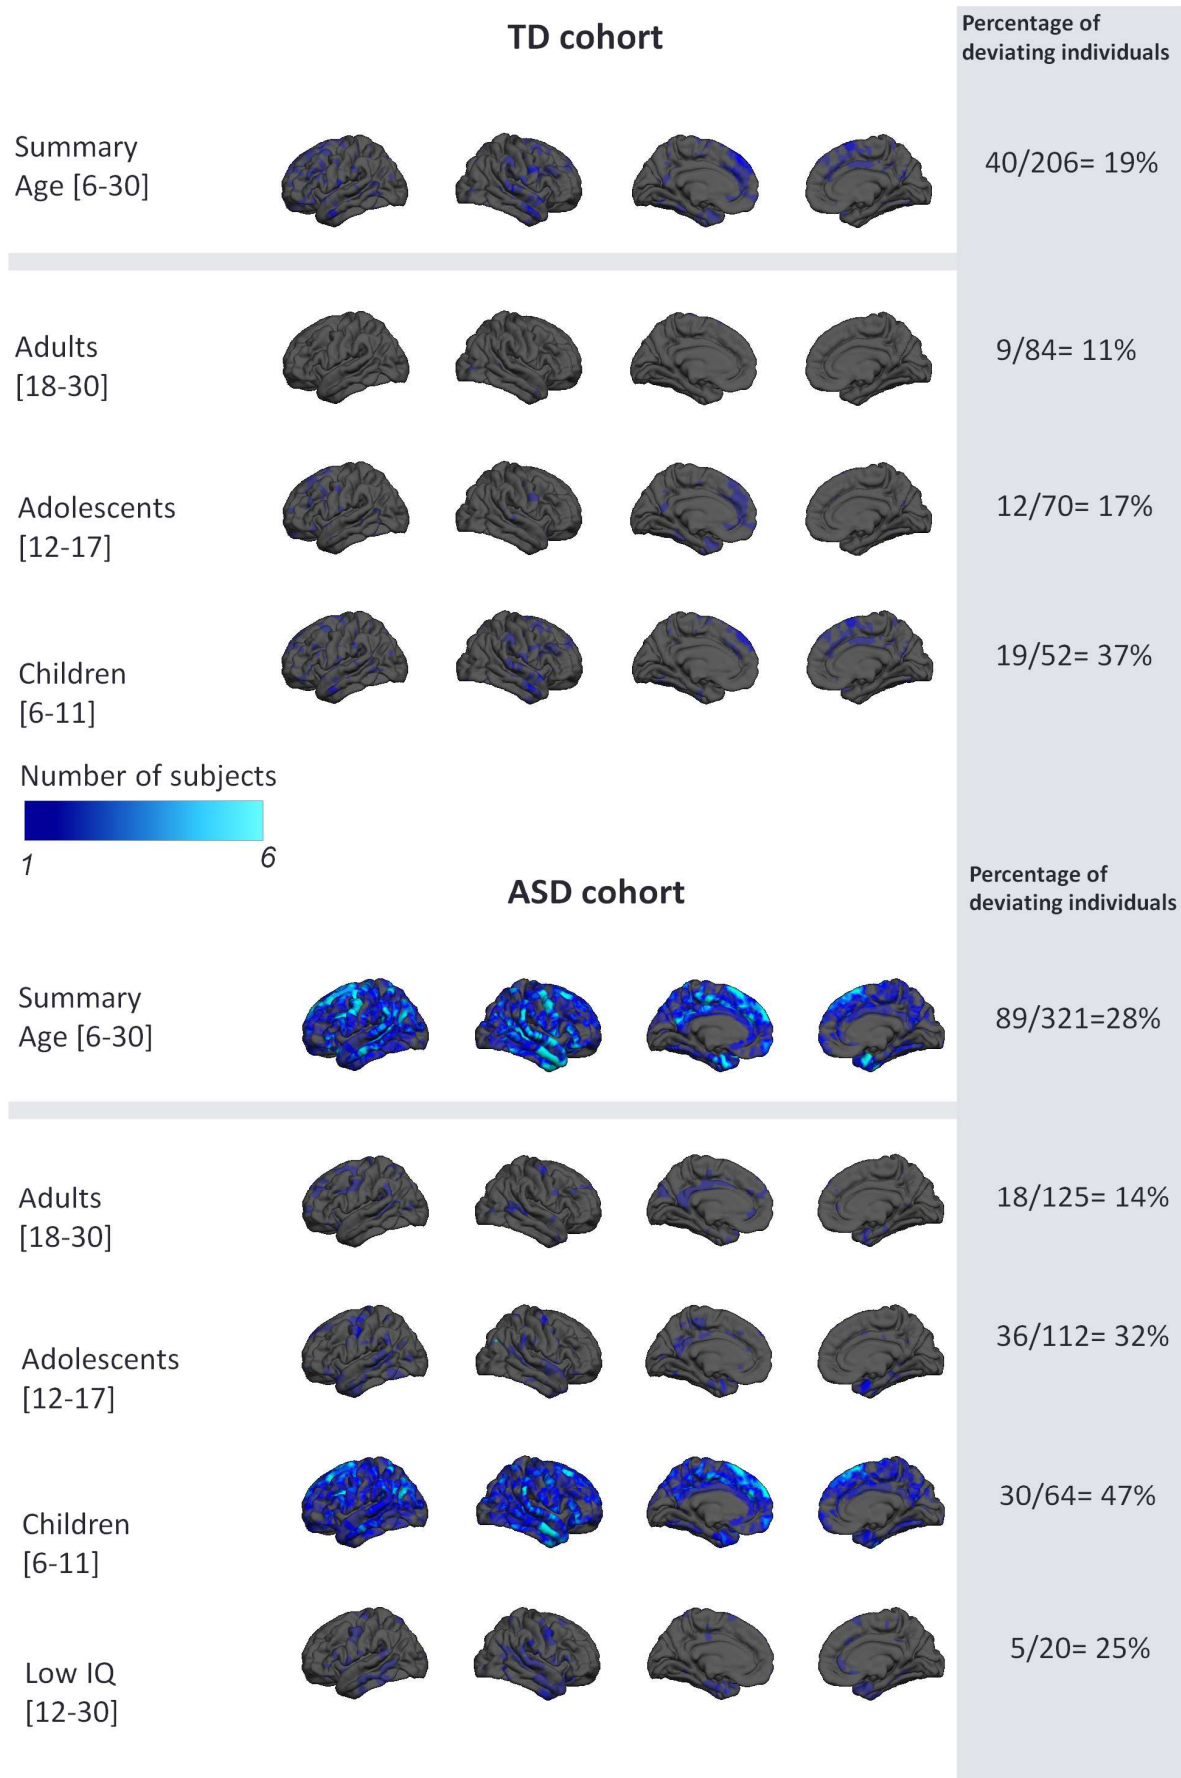 TD cohort
Percentage of
deviating individuals
Summary
Age [6-30]
40/206= 19%
Adults
[18-30]
9/84= 11%
Adolescents
[12-17]
12/70= 17%
Children
[6-11]
19/52= 37%
Number of subjects
1
6
ASD cohort
Percentage of
deviating individuals
Summary
Age [6-30]
89/321=28%
Adults
[18-30]
18/125= 14%
Adolescents
[12-17]
36/112= 32%
Children
[6-11]
30/64= 47%
Low IQ
[12-30]
5/20= 25%